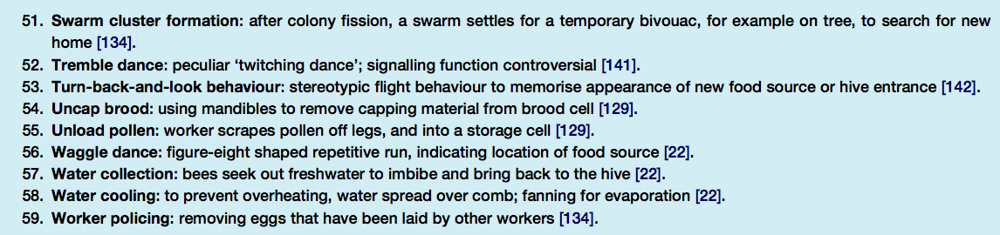 51. Swarm cluster formation: after colony fission, a swarm settles for a temporary bivouac, for example on tree, to search for new
home [134].
52. Tremble dance: peculiar ‘twitching dance’; signalling function controversial [141].
53. Turn-back-and-look behaviour: stereotypic flight behaviour to memorise appearance of new food source or hive entrance [142].
54. Uncap brood: using mandibles to remove capping material from brood cell [129].
55. Unload pollen: worker scrapes pollen off legs, and into a storage cell [129].
56. Waggle dance: figure-eight shaped repetitive run, indicating location of food source [22].
57. Water collection: bees seek out freshwater to imbibe and bring back to the hive [22].
58. Water cooling: to prevent overheating, water spread over comb; fanning for evaporation [22].
59. Worker policing: removing eggs that have been laid by other workers [134].